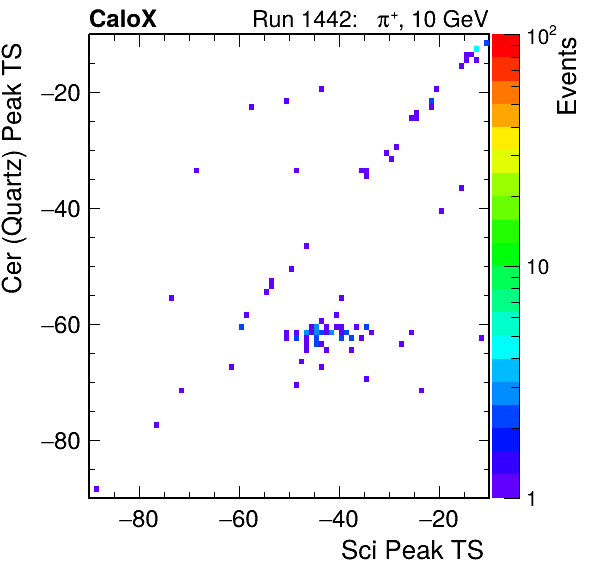 CaloX Run 1442: π⁺, 10 GeV
Cer (Quartz) Peak TS
−20
−40
−60
−80
−80 −60 −40 −20
Sci Peak TS
10²
10
1
Events